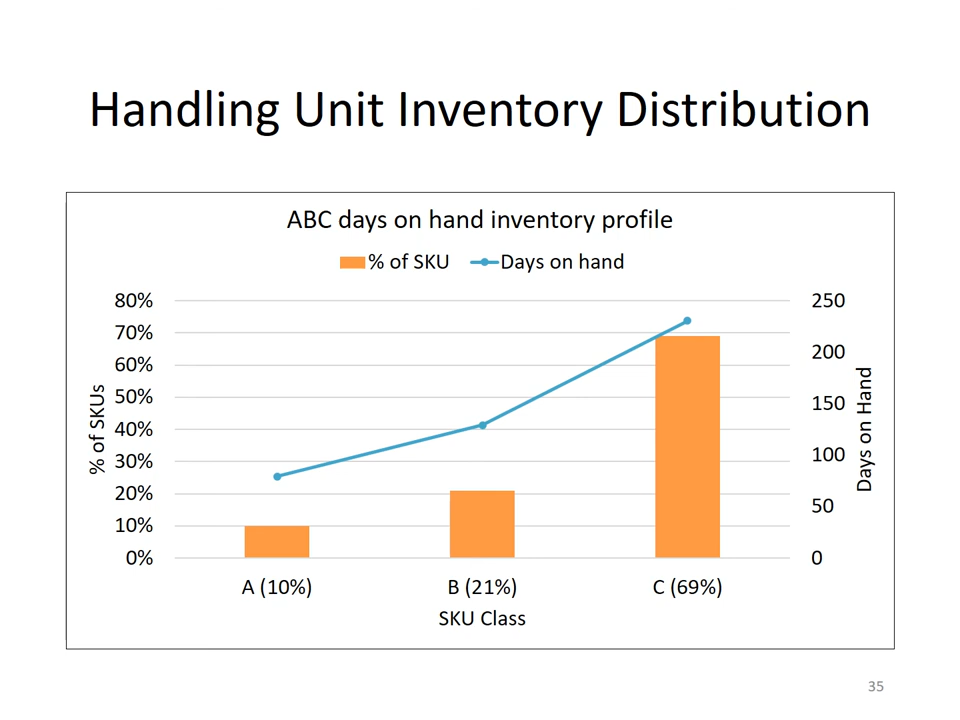 Handling Unit Inventory Distribution
ABC days on hand inventory profile
% of SKU
Days on hand
80%
70%
60%
50%
40%
30%
20%
10%
0%
% of SKUs
250
200
150
100
50
0
Days on Hand
A (10%)
B (21%)
C (69%)
SKU Class
35